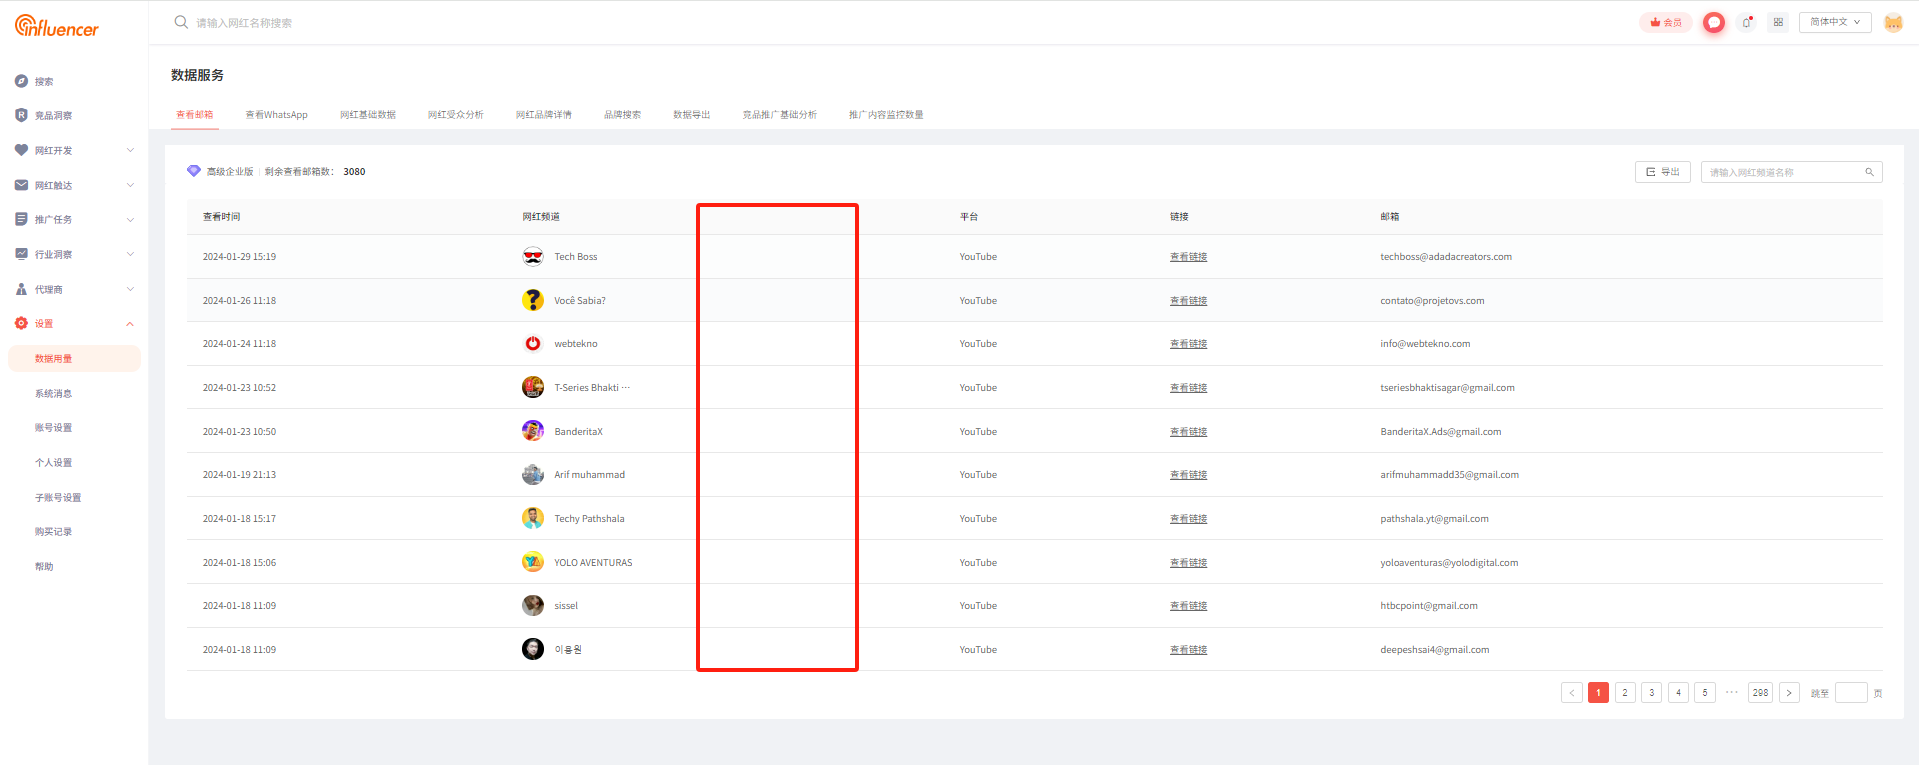 influencer
请输入网红名称搜索
会员
简体中文
搜索
竞品洞察
网红开发
网红触达
推广任务
行业洞察
代理商
设置
数据用量
系统消息
账号设置
个人设置
子账号设置
购买记录
帮助
数据服务
查看邮箱 查看WhatsApp 网红基础数据 网红受众分析 网红品牌详情 品牌搜索 数据导出 竞品推广基础分析 推广内容监控数量
高级企业版 | 剩余查看邮箱数： 3080
导出
请输入网红频道名称
查看时间 网红频道 平台 链接 邮箱
2024-01-29 15:19 Tech Boss YouTube 查看链接 techboss@adadacreators.com
2024-01-26 11:18 Você Sabia? YouTube 查看链接 contato@projetovs.com
2024-01-24 11:18 webtekno YouTube 查看链接 info@webtekno.com
2024-01-23 10:52 T-Series Bhakti ··· YouTube 查看链接 tseriesbhaktisagar@gmail.com
2024-01-23 10:50 BanderitaX YouTube 查看链接 BanderitaX.Ads@gmail.com
2024-01-19 21:13 Arif muhammad YouTube 查看链接 arifmuhammadd35@gmail.com
2024-01-18 15:17 Techy Pathshala YouTube 查看链接 pathshala.yt@gmail.com
2024-01-18 15:06 YOLO AVENTURAS YouTube 查看链接 yoloaventuras@yolodigital.com
2024-01-18 11:09 sissel YouTube 查看链接 htbcpoint@gmail.com
2024-01-18 11:09 이용원 YouTube 查看链接 deepeshsai4@gmail.com
< 1 2 3 4 5 ··· 298 > 跳至 页